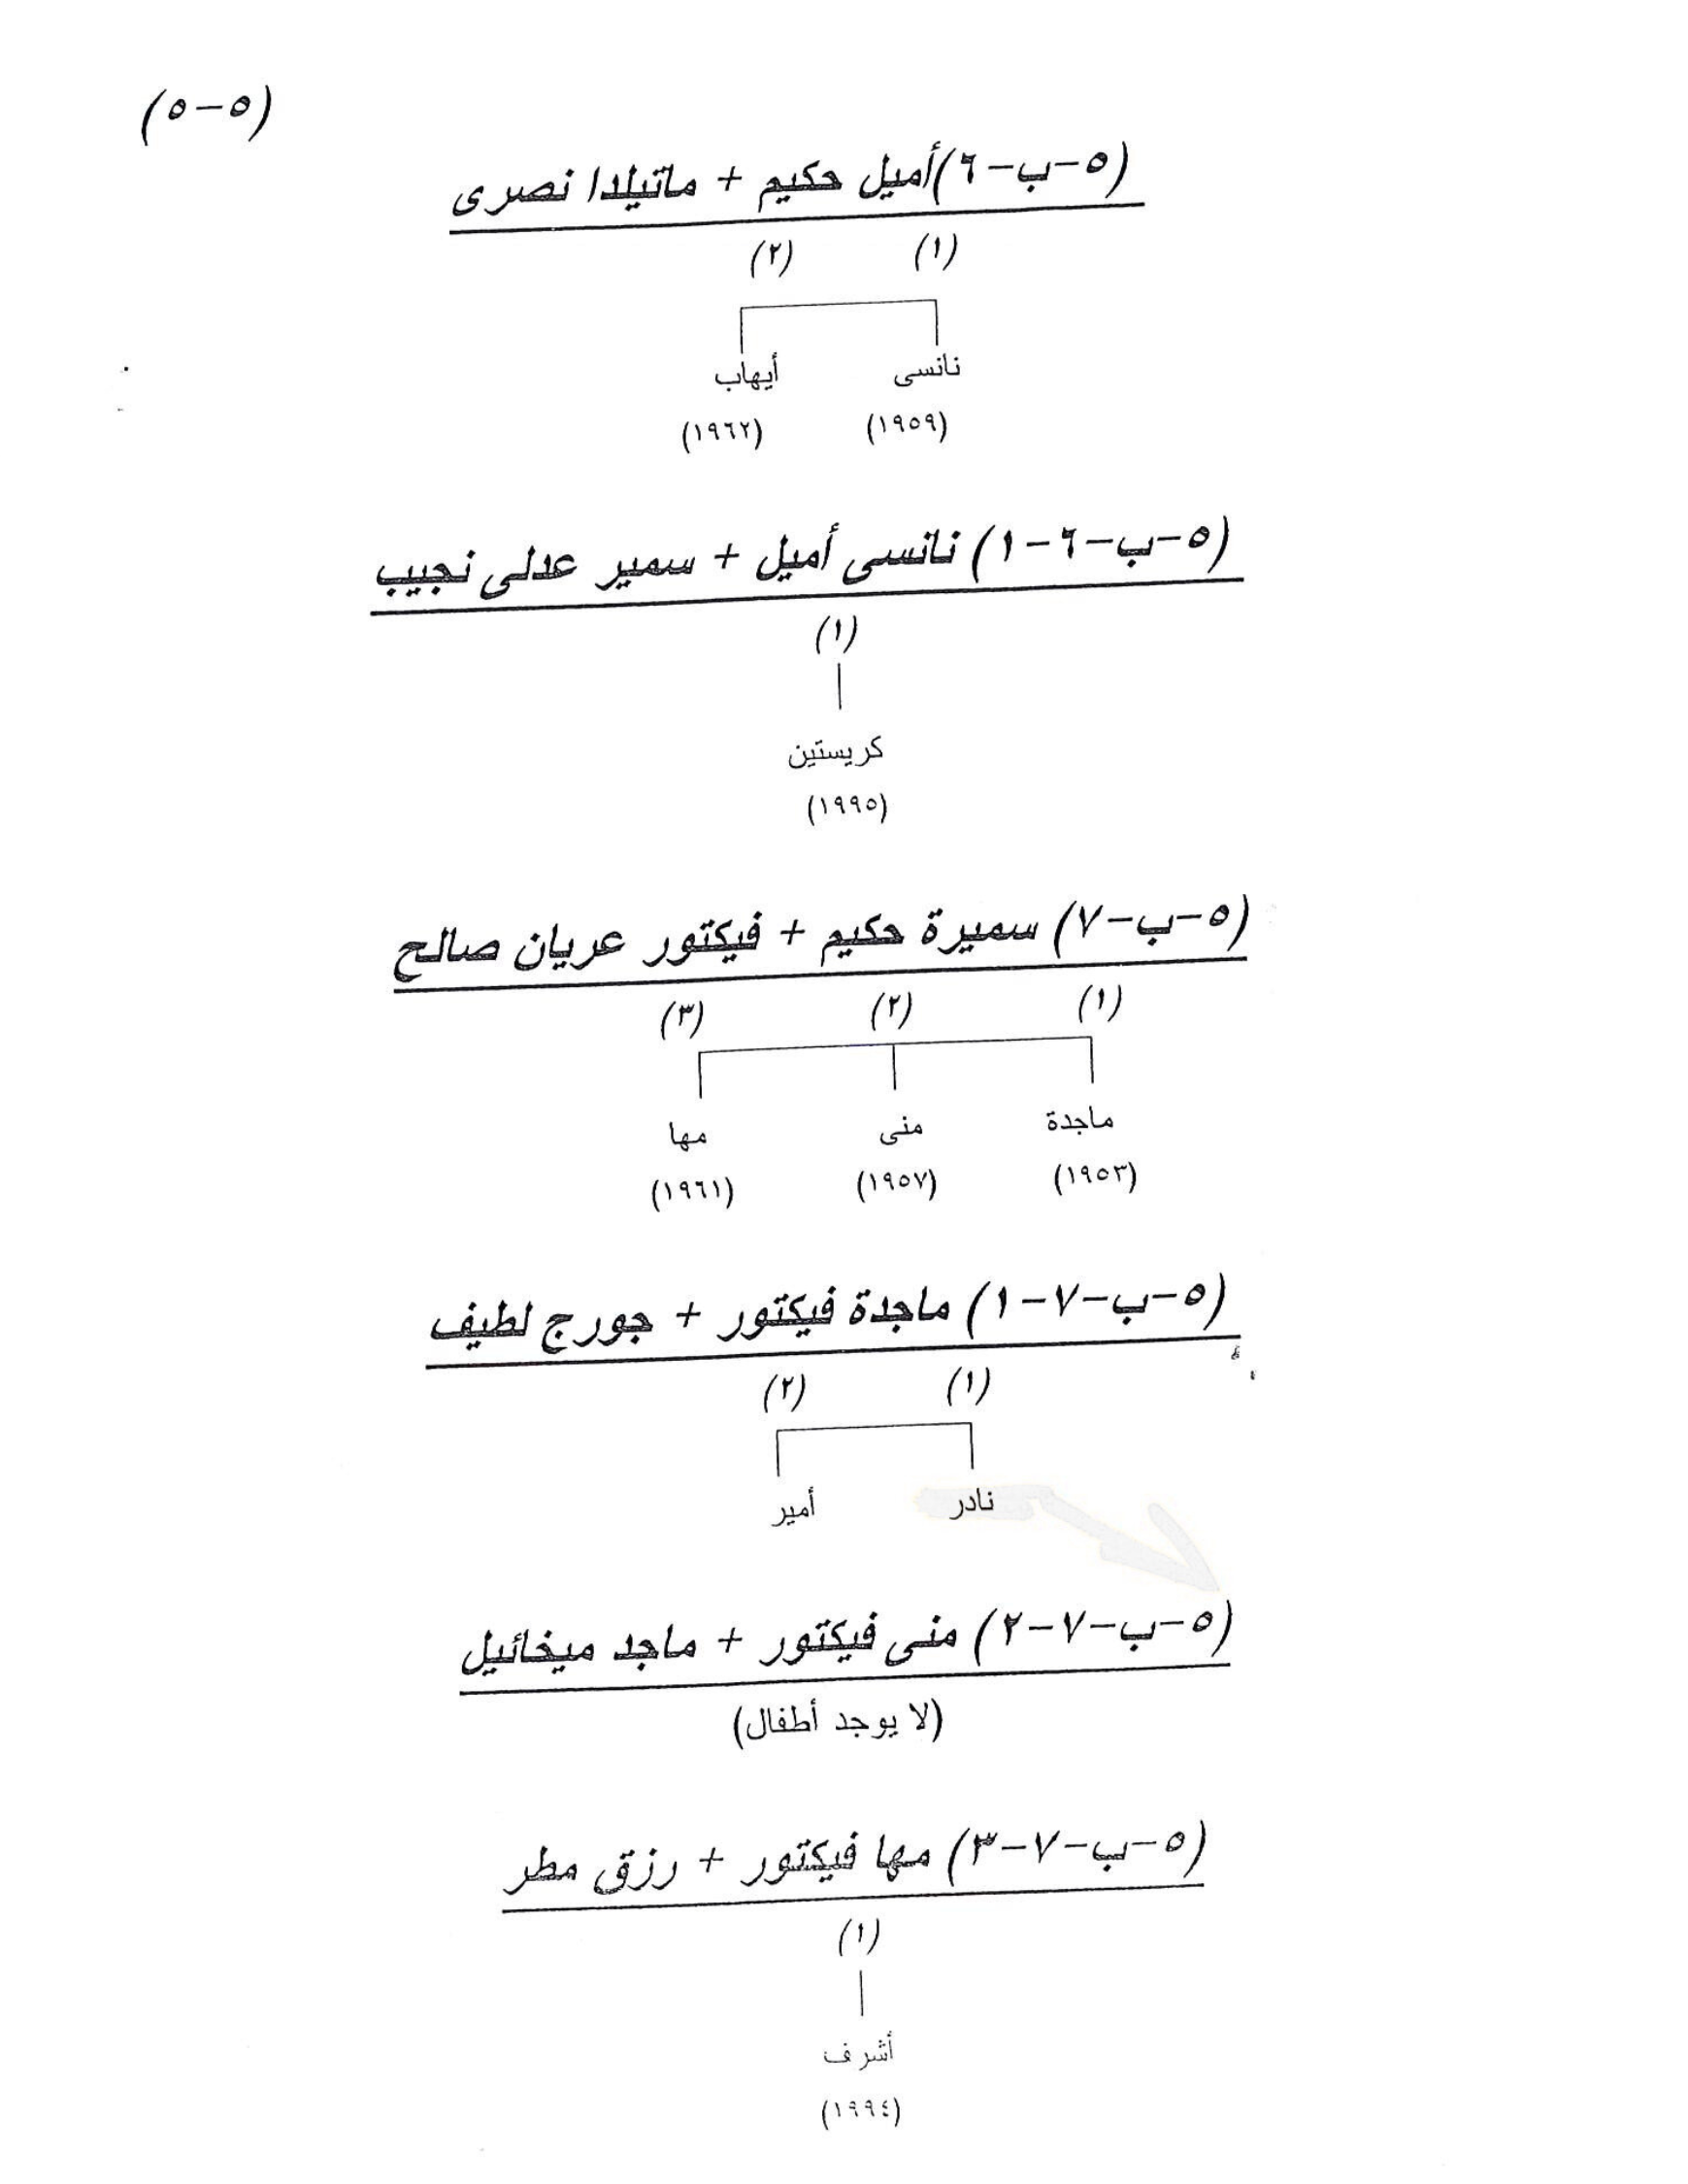 (٥-٥)
(٥-ب-٦)أميل حكيم + ماتيلدا نصرى
(١) (٢)
نانسى أيهاب
(١٩٥٩) (١٩٦٢)
(٥-ب-٦-١) نانسى أميل + سمير عدلى نجيب
(١)
كريستين
(١٩٩٥)
(٥-ب-٧) سميرة حكيم + فيكتور عريان صالح
(١) (٢) (٣)
ماجدة منى مها
(١٩٥٣) (١٩٥٧) (١٩٦١)
(٥-ب-٧-١) ماجدة فيكتور + جورج لطيف
(١) (٢)
نادر أمير
(٥-ب-٧-٢) منى فيكتور + ماجد ميخائيل
(لا يوجد أطفال)
(٥-ب-٧-٣) مها فيكتور + رزق مطر
(١)
أشرف
(١٩٩٤)